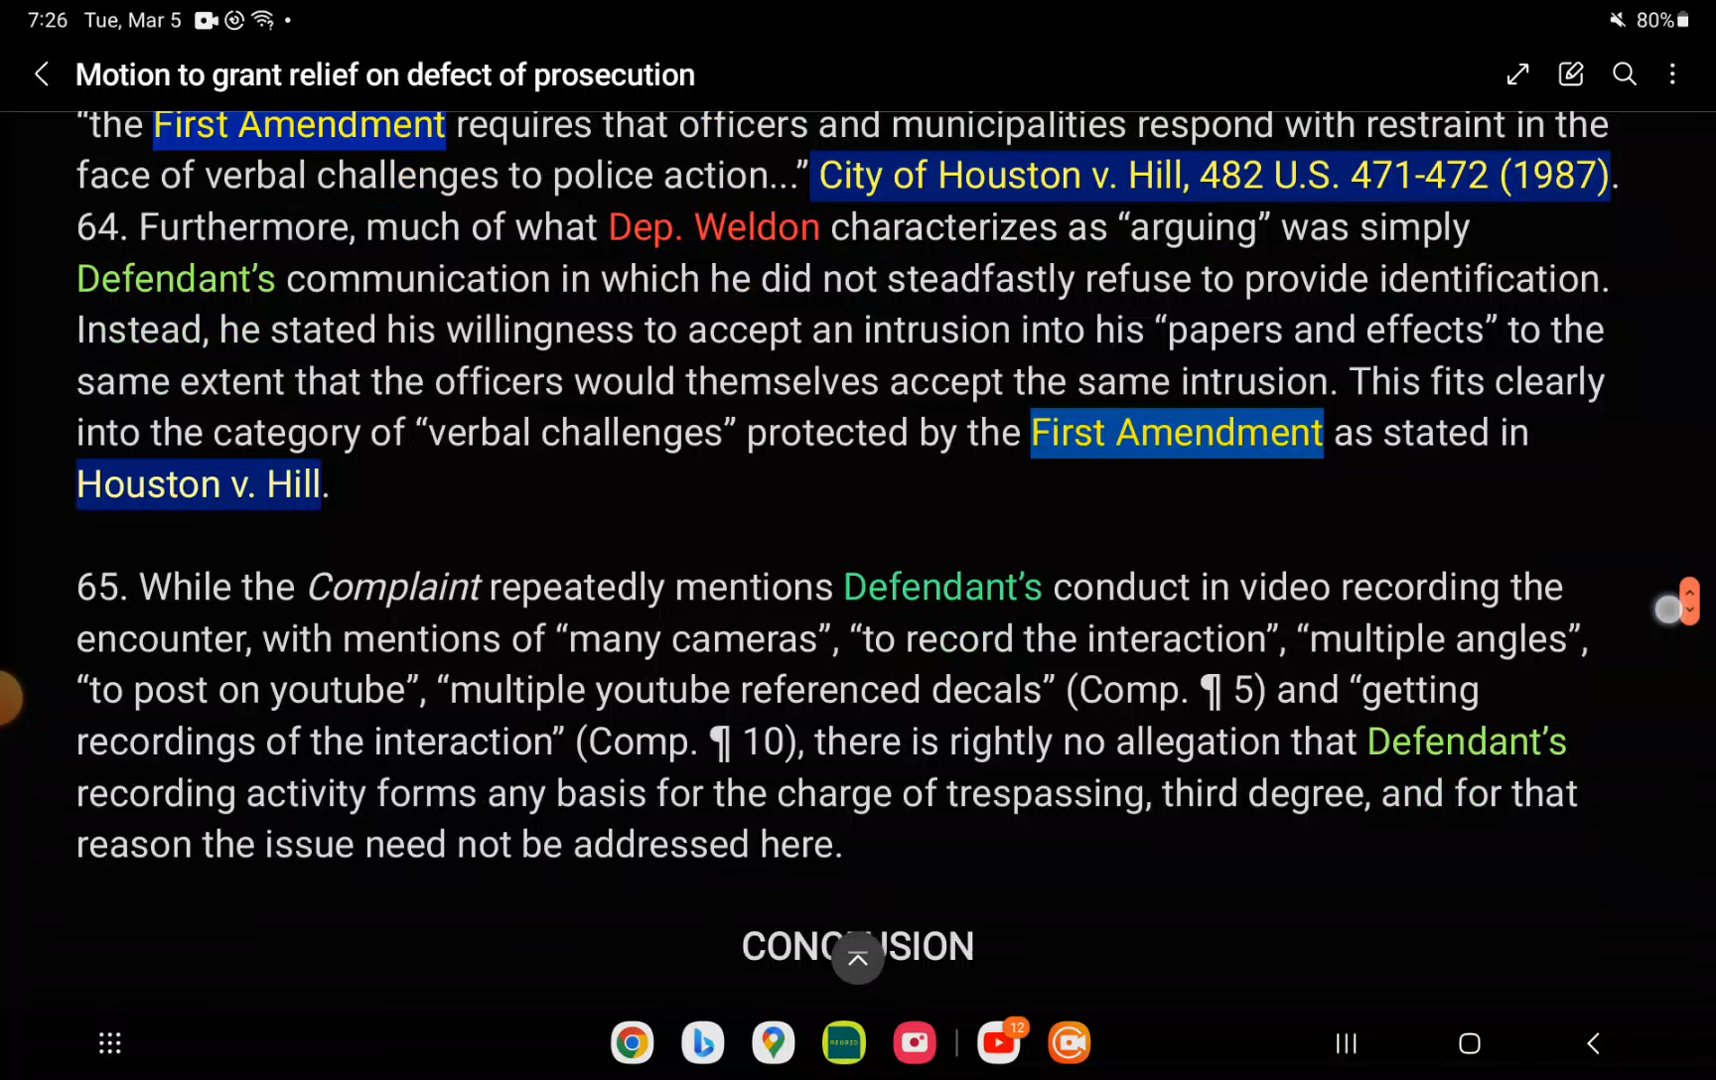 7:26 Tue, Mar 5
80%
Motion to grant relief on defect of prosecution
“the First Amendment requires that officers and municipalities respond with restraint in the
face of verbal challenges to police action...” City of Houston v. Hill, 482 U.S. 471-472 (1987).
64. Furthermore, much of what Dep. Weldon characterizes as “arguing” was simply
Defendant’s communication in which he did not steadfastly refuse to provide identification.
Instead, he stated his willingness to accept an intrusion into his “papers and effects” to the
same extent that the officers would themselves accept the same intrusion. This fits clearly
into the category of “verbal challenges” protected by the First Amendment as stated in
Houston v. Hill.
65. While the Complaint repeatedly mentions Defendant’s conduct in video recording the
encounter, with mentions of “many cameras”, “to record the interaction”, “multiple angles”,
“to post on youtube”, “multiple youtube referenced decals” (Comp. ¶ 5) and “getting
recordings of the interaction” (Comp. ¶ 10), there is rightly no allegation that Defendant’s
recording activity forms any basis for the charge of trespassing, third degree, and for that
reason the issue need not be addressed here.
CONCLUSION
12